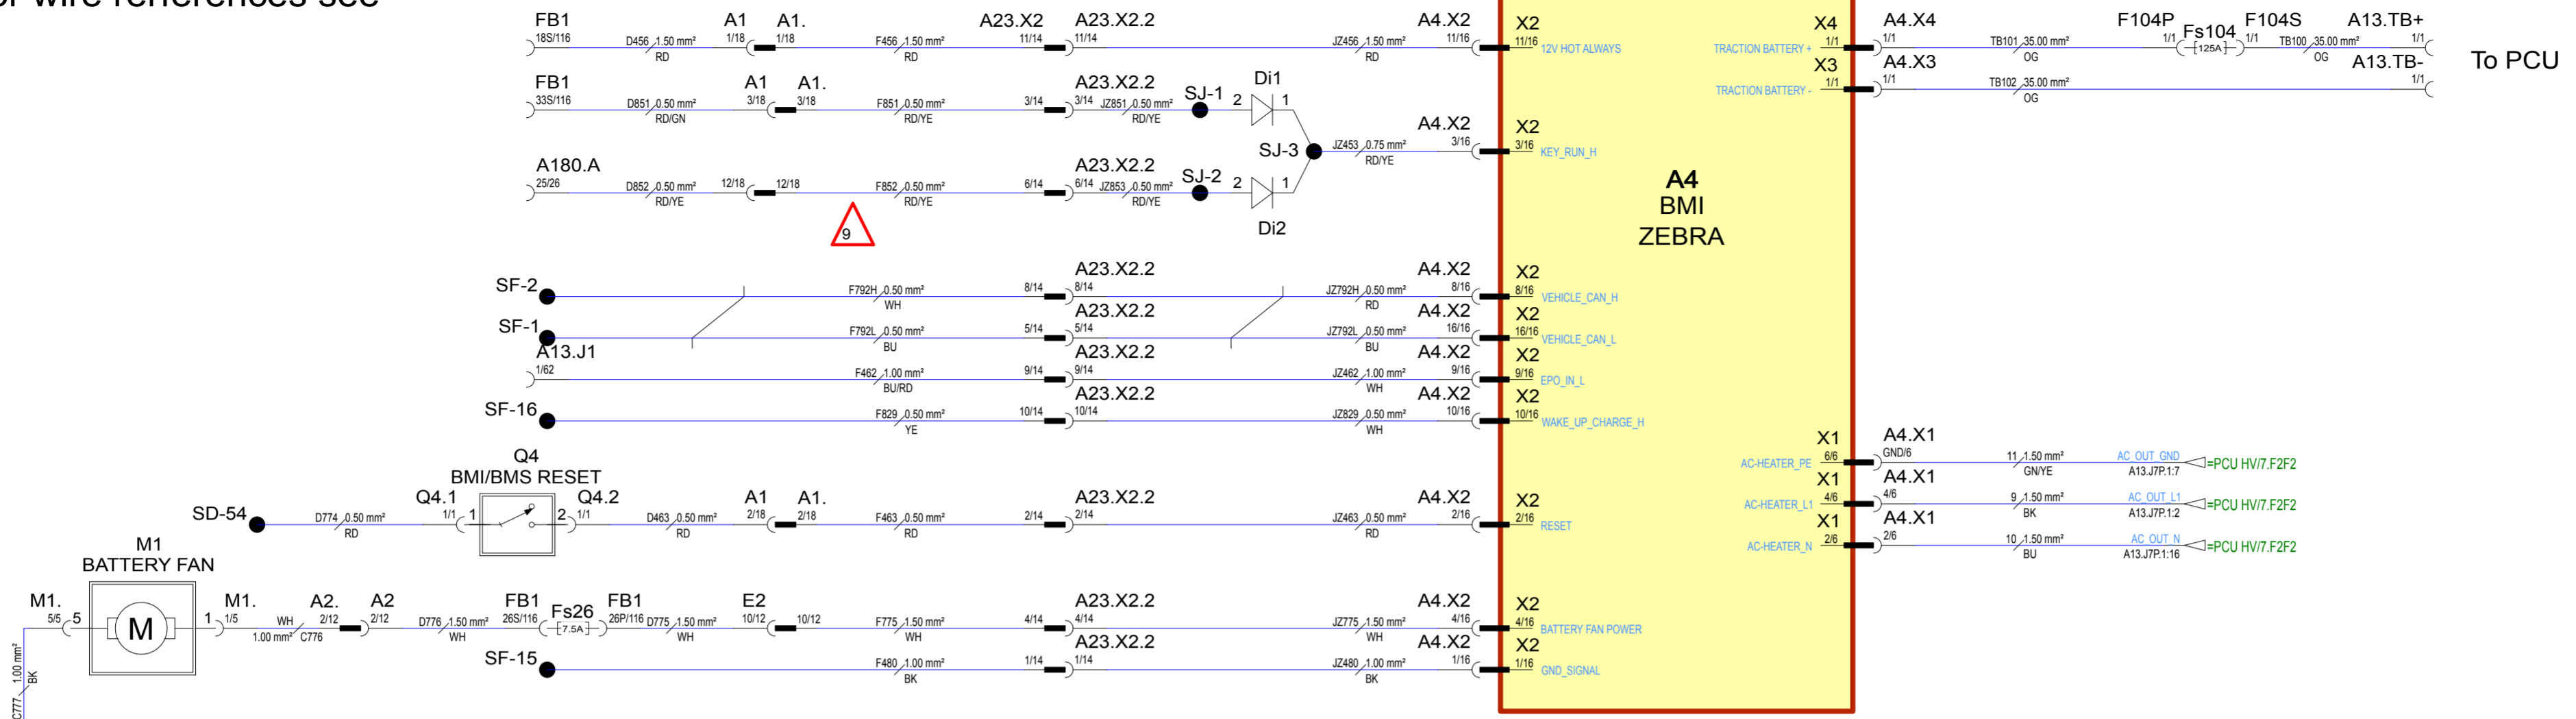 or wire references see
FB1 A1 A1. A23.X2 A23.X2.2 A4.X2 X2 X4 A4.X4 F104P Fs104 F104S A13.TB+
18S/116 D456 1.50 mm² RD 1/18 1/18 F456 1.50 mm² RD 11/14 11/14 JZ456 1.50 mm² RD 11/16 11/16 12V HOT ALWAYS TRACTION BATTERY + 1/1 1/1 TB101 35.00 mm² OG 1/1 125A 1/1 TB100 35.00 mm² OG 1/1
To PCU
X3 A4.X3 A13.TB-
TRACTION BATTERY - 1/1 1/1 TB102 35.00 mm² OG 1/1
FB1 A1 A1. A23.X2.2 SJ-1 Di1
33S/116 D851 0.50 mm² RD/GN 3/18 3/18 F851 0.50 mm² RD/YE 3/14 3/14 JZ851 0.50 mm² RD/YE 2 1
SJ-3 A4.X2 X2
JZ453 0.75 mm² RD/YE 3/16 3/16 KEY_RUN_H
A180.A A23.X2.2 SJ-2 Di2
25/26 D852 0.50 mm² RD/YE 12/18 12/18 F852 0.50 mm² RD/YE 6/14 6/14 JZ853 0.50 mm² RD/YE 2 1
9
A4
BMI
ZEBRA
SF-2 A23.X2.2 A4.X2 X2
F792H 0.50 mm² WH 8/14 8/14 JZ792H 0.50 mm² RD 8/16 8/16 VEHICLE_CAN_H
SF-1 A23.X2.2 A4.X2 X2
F792L 0.50 mm² BU 5/14 5/14 JZ792L 0.50 mm² BU 16/16 16/16 VEHICLE_CAN_L
A13.J1 A23.X2.2 A4.X2 X2
1/62 F462 1.00 mm² BU/RD 9/14 9/14 JZ462 1.00 mm² WH 9/16 9/16 EPO_IN_L
SF-16 A23.X2.2 A4.X2 X2
F829 0.50 mm² YE 10/14 10/14 JZ829 0.50 mm² WH 10/16 10/16 WAKE_UP_CHARGE_H
X1 A4.X1
AC-HEATER_PE 6/6 GND/6 11 1.50 mm² GN/YE AC_OUT_GND A13.J7P.1:7 =PCU HV/7.F2F2
X1 A4.X1
AC-HEATER_L1 4/6 4/6 9 1.50 mm² BK AC_OUT_L1 A13.J7P.1:2 =PCU HV/7.F2F2
X1 A4.X1
AC-HEATER_N 2/6 2/6 10 1.50 mm² BU AC_OUT_N A13.J7P.1:16 =PCU HV/7.F2F2
Q4
BMI/BMS RESET
SD-54 Q4.1 Q4.2 A1 A1. A23.X2.2 A4.X2 X2
D774 0.50 mm² RD 1/1 1 2 1/1 D463 0.50 mm² RD 2/18 2/18 F463 0.50 mm² RD 2/14 2/14 JZ463 0.50 mm² RD 2/16 2/16 RESET
M1
BATTERY FAN
M
M1. M1. A2. A2 FB1 Fs26 FB1 E2 A23.X2.2 A4.X2 X2
5/5 5 1 1/5 WH 1.00 mm² C776 2/12 2/12 D776 1.50 mm² WH 26S/116 7.5A 26P/116 D775 1.50 mm² WH 10/12 10/12 F775 1.50 mm² WH 4/14 4/14 JZ775 1.50 mm² WH 4/16 4/16 BATTERY FAN POWER
SF-15 A23.X2.2 A4.X2 X2
F480 1.00 mm² BK 1/14 1/14 JZ480 1.00 mm² BK 1/16 1/16 GND_SIGNAL
C777 1.00 mm² BK